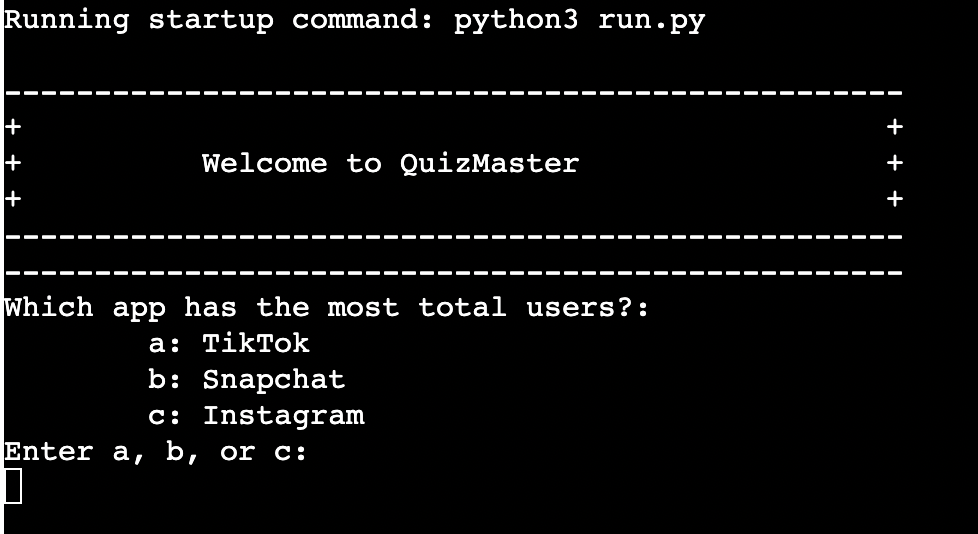 Running startup command: python3 run.py
--------------------------------------------------
+                                                +
+          Welcome to QuizMaster                 +
+                                                +
--------------------------------------------------
--------------------------------------------------
Which app has the most total users?:
        a: TikTok
        b: Snapchat
        c: Instagram
Enter a, b, or c: